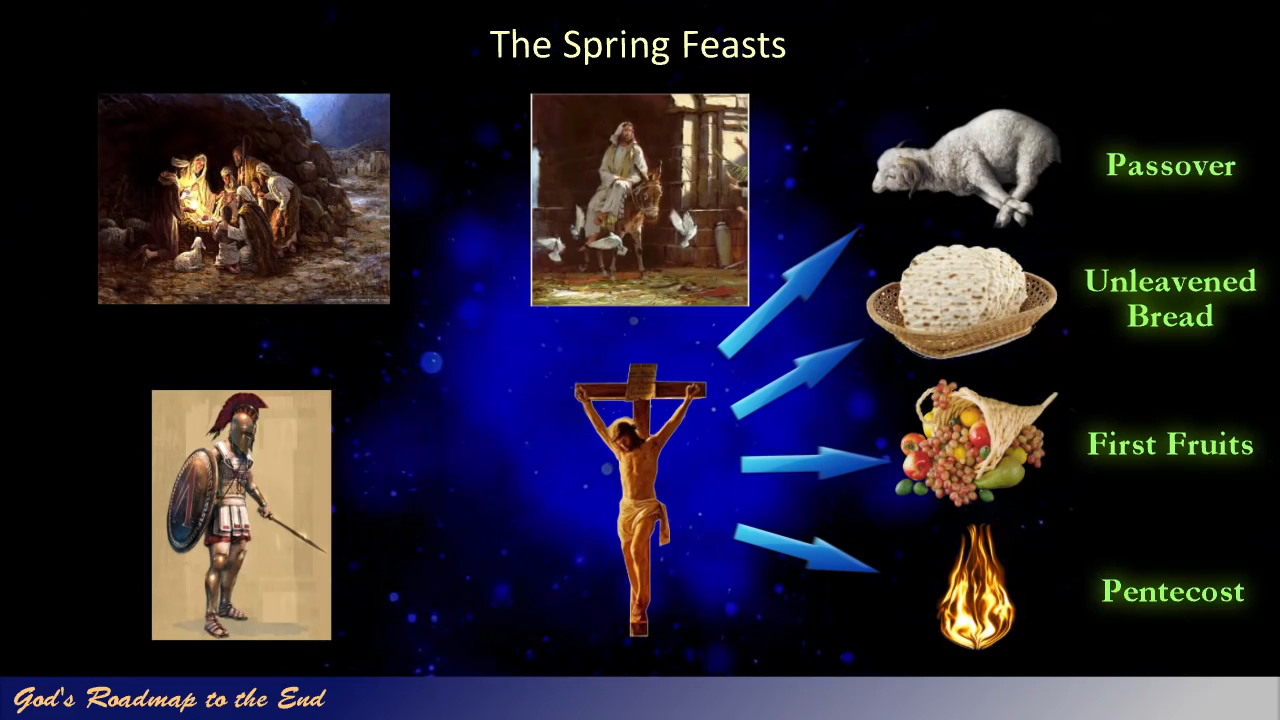 The Spring Feasts
Passover
Unleavened
Bread
First Fruits
Pentecost
God's Roadmap to the End